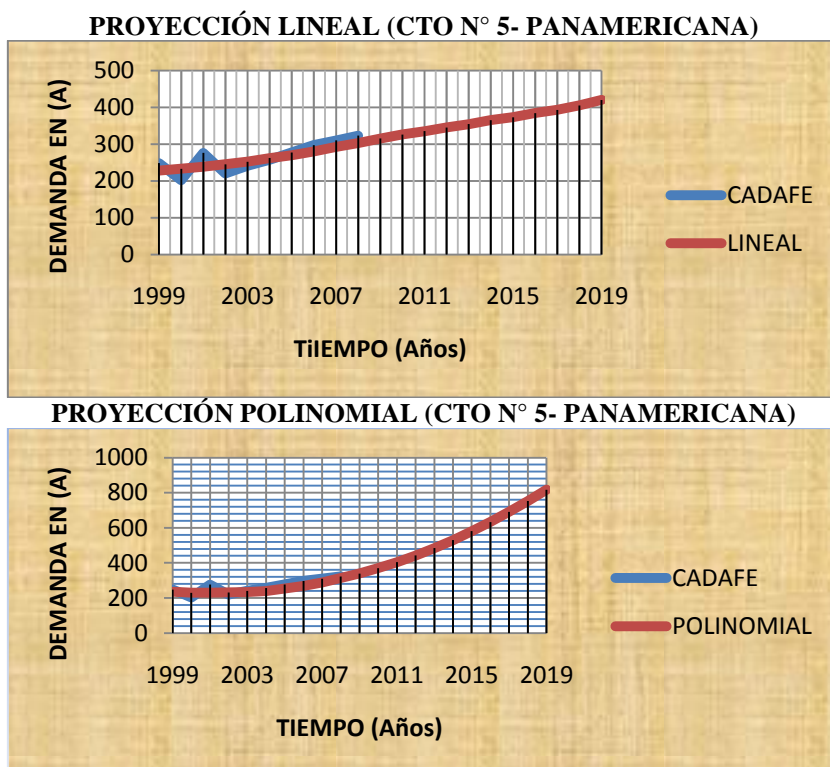 PROYECCIÓN LINEAL (CTO N° 5- PANAMERICANA)
500
400
300
200
100
0
DEMANDA EN (A)
1999 2003 2007 2011 2015 2019
TiIEMPO (Años)
CADAFE
LINEAL
PROYECCIÓN POLINOMIAL (CTO N° 5- PANAMERICANA)
1000
800
600
400
200
0
DEMANDA EN (A)
1999 2003 2007 2011 2015 2019
TIEMPO (Años)
CADAFE
POLINOMIAL